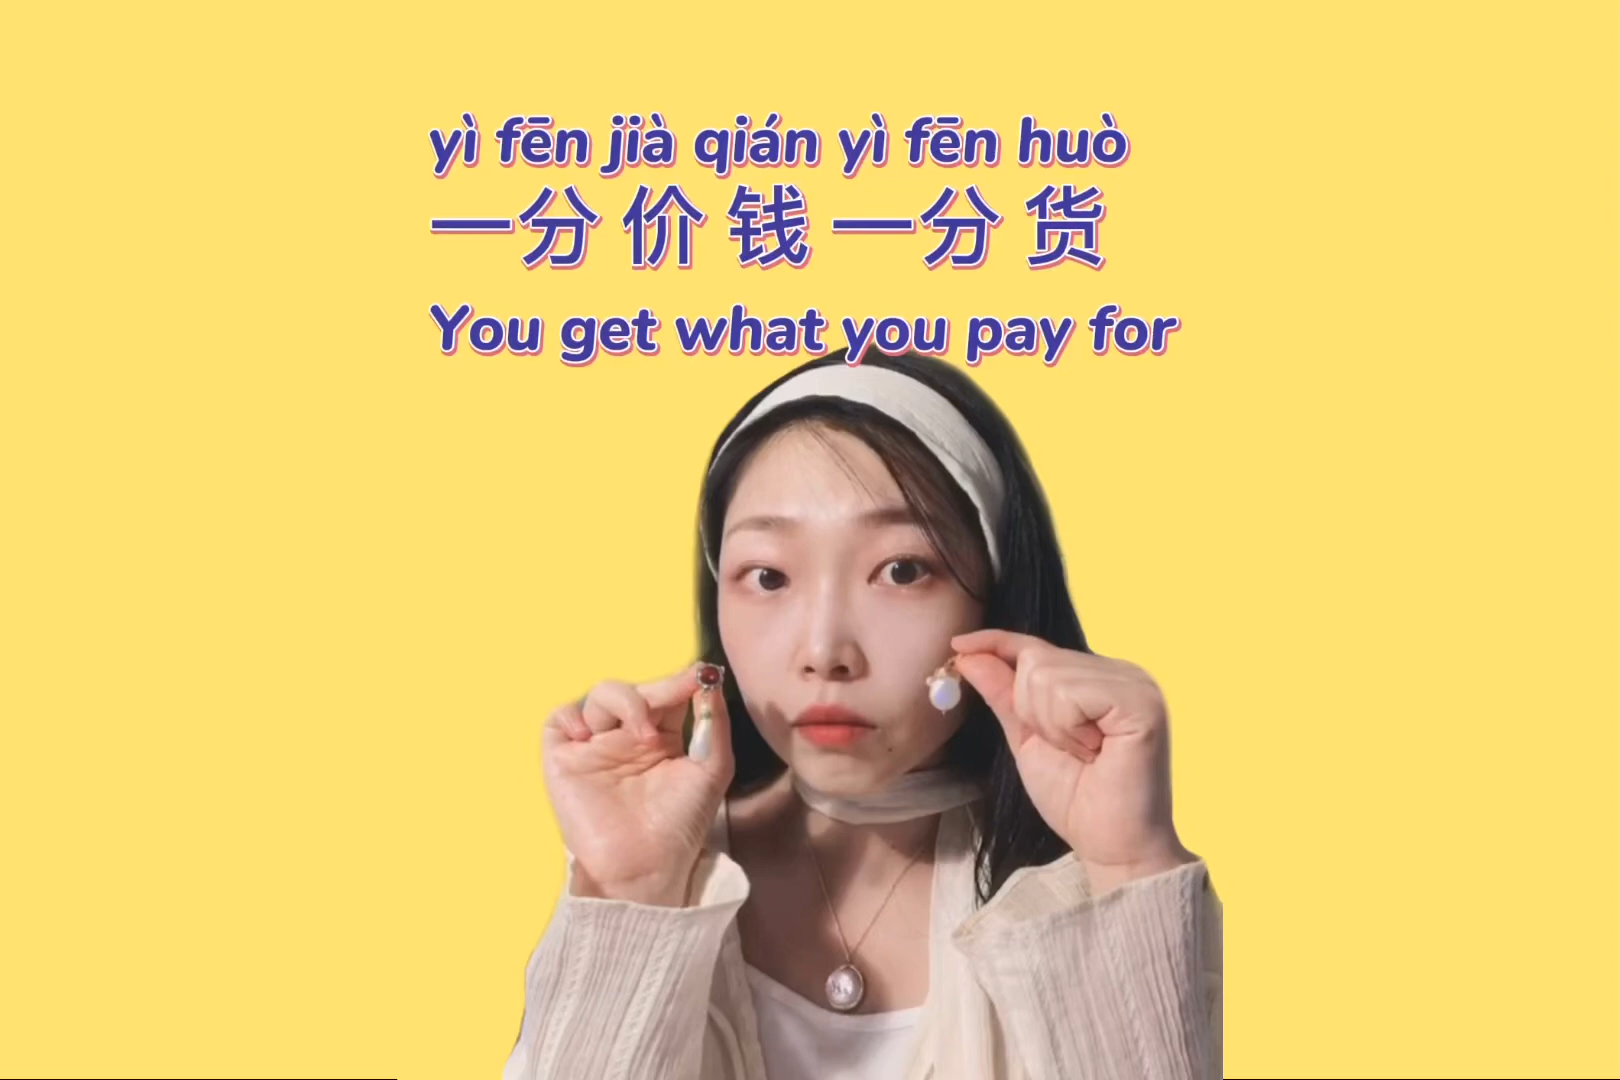 yì fēn jià qián yì fēn huò
一分 价 钱 一分 货
You get what you pay for